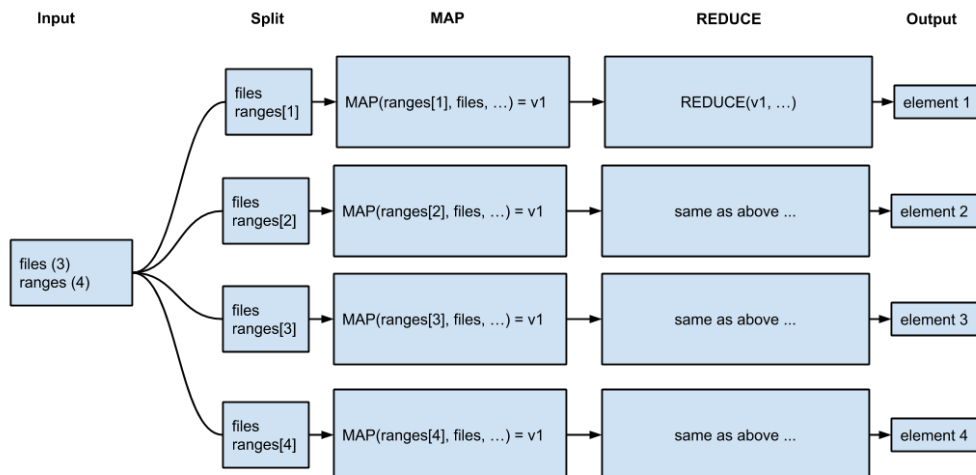 Input
Split
MAP
REDUCE
Output
files
ranges[1]
MAP(ranges[1], files, …) = v1
REDUCE(v1, …)
element 1
files
ranges[2]
MAP(ranges[2], files, …) = v1
same as above ...
element 2
files (3)
ranges (4)
files
ranges[3]
MAP(ranges[3], files, …) = v1
same as above ...
element 3
files
ranges[4]
MAP(ranges[4], files, …) = v1
same as above ...
element 4